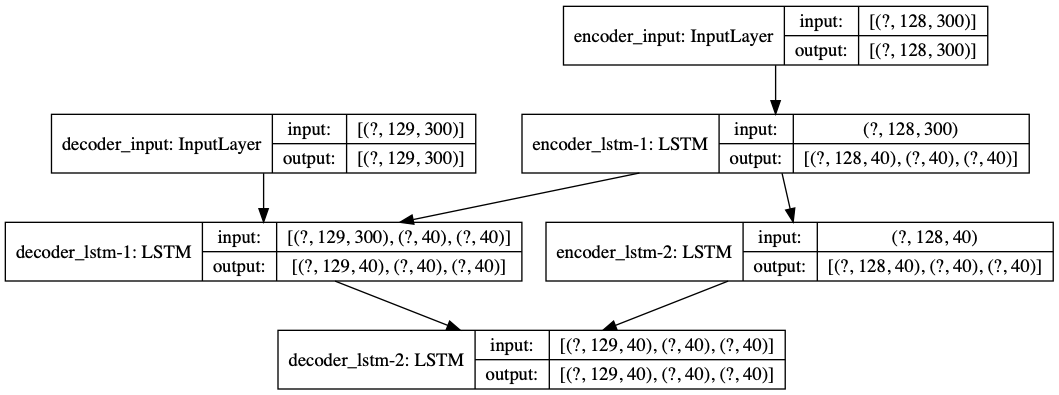 encoder_input: InputLayer
input: [(?, 128, 300)]
output: [(?, 128, 300)]
decoder_input: InputLayer
input: [(?, 129, 300)]
output: [(?, 129, 300)]
encoder_lstm-1: LSTM
input: (?, 128, 300)
output: [(?, 128, 40), (?, 40), (?, 40)]
decoder_lstm-1: LSTM
input: [(?, 129, 300), (?, 40), (?, 40)]
output: [(?, 129, 40), (?, 40), (?, 40)]
encoder_lstm-2: LSTM
input: (?, 128, 40)
output: [(?, 128, 40), (?, 40), (?, 40)]
decoder_lstm-2: LSTM
input: [(?, 129, 40), (?, 40), (?, 40)]
output: [(?, 129, 40), (?, 40), (?, 40)]